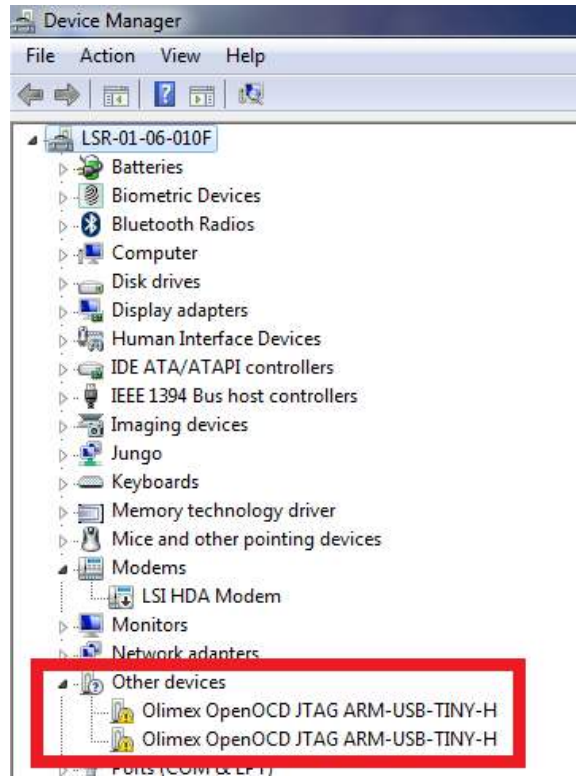 Device Manager
File Action View Help
LSR-01-06-010F
Batteries
Biometric Devices
Bluetooth Radios
Computer
Disk drives
Display adapters
Human Interface Devices
IDE ATA/ATAPI controllers
IEEE 1394 Bus host controllers
Imaging devices
Jungo
Keyboards
Memory technology driver
Mice and other pointing devices
Modems
LSI HDA Modem
Monitors
Network adapters
Other devices
Olimex OpenOCD JTAG ARM-USB-TINY-H
Olimex OpenOCD JTAG ARM-USB-TINY-H
Ports (COM & LPT)